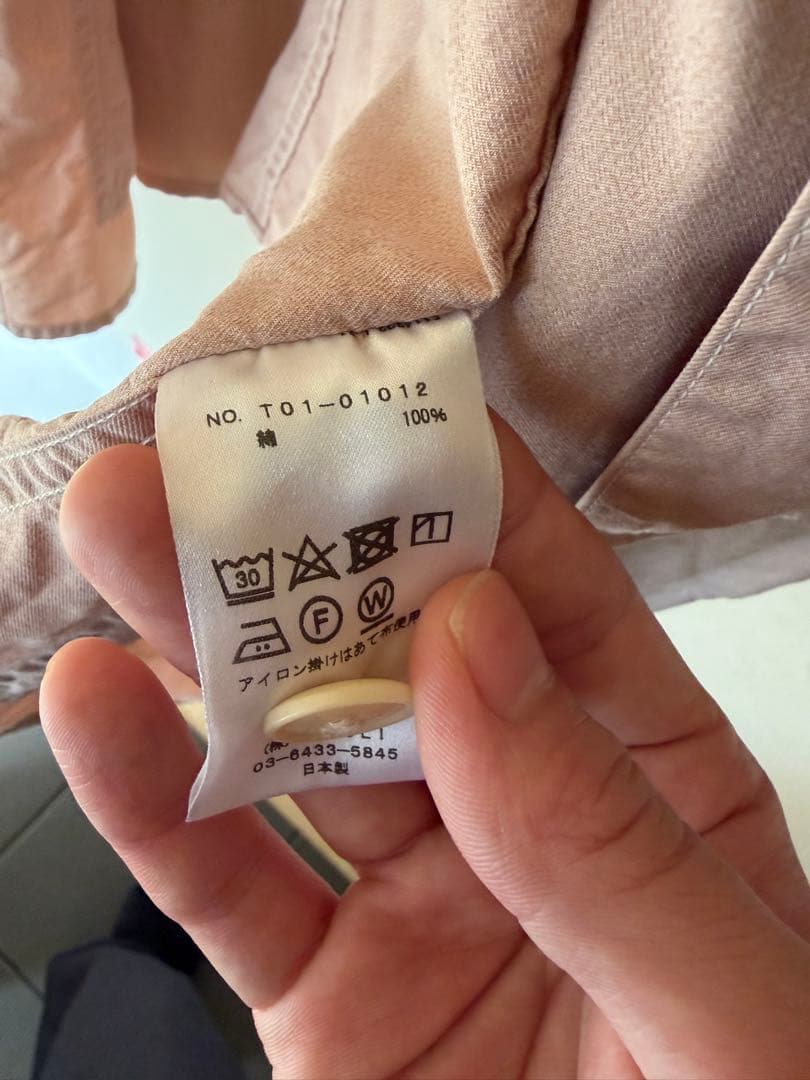 NO. T01-01012
綿 100%
30
F W
アイロン掛けはあて布使用
03-6433-5845
日本製